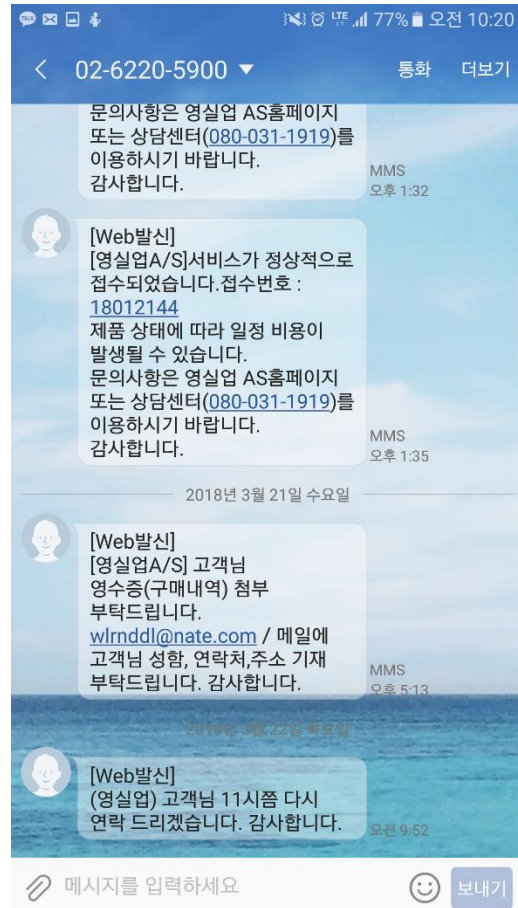 LTE 77% 오전 10:20
02-6220-5900 ▼ 통화 더보기
문의사항은 영실업 AS홈페이지
또는 상담센터(080-031-1919)를
이용하시기 바랍니다.
감사합니다.
MMS
오후 1:32
[Web발신]
[영실업A/S]서비스가 정상적으로
접수되었습니다.접수번호 :
18012144
제품 상태에 따라 일정 비용이
발생될 수 있습니다.
문의사항은 영실업 AS홈페이지
또는 상담센터(080-031-1919)를
이용하시기 바랍니다.
감사합니다.
MMS
오후 1:35
2018년 3월 21일 수요일
[Web발신]
[영실업A/S] 고객님
영수증(구매내역) 첨부
부탁드립니다.
wlrnddl@nate.com / 메일에
고객님 성함, 연락처,주소 기재
부탁드립니다. 감사합니다.
MMS
오후 5:13
2018년 3월 22일 목요일
[Web발신]
(영실업) 고객님 11시쯤 다시
연락 드리겠습니다. 감사합니다.
오전 9:52
메시지를 입력하세요
보내기